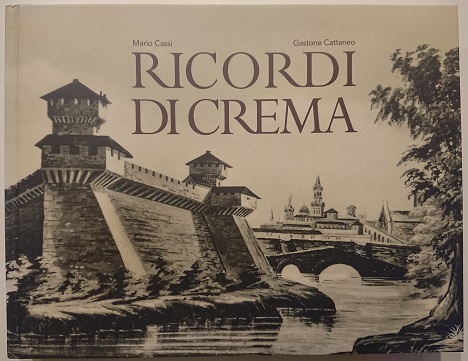 Mario Cassi Gastone Cattaneo
RICORDI
DI CREMA